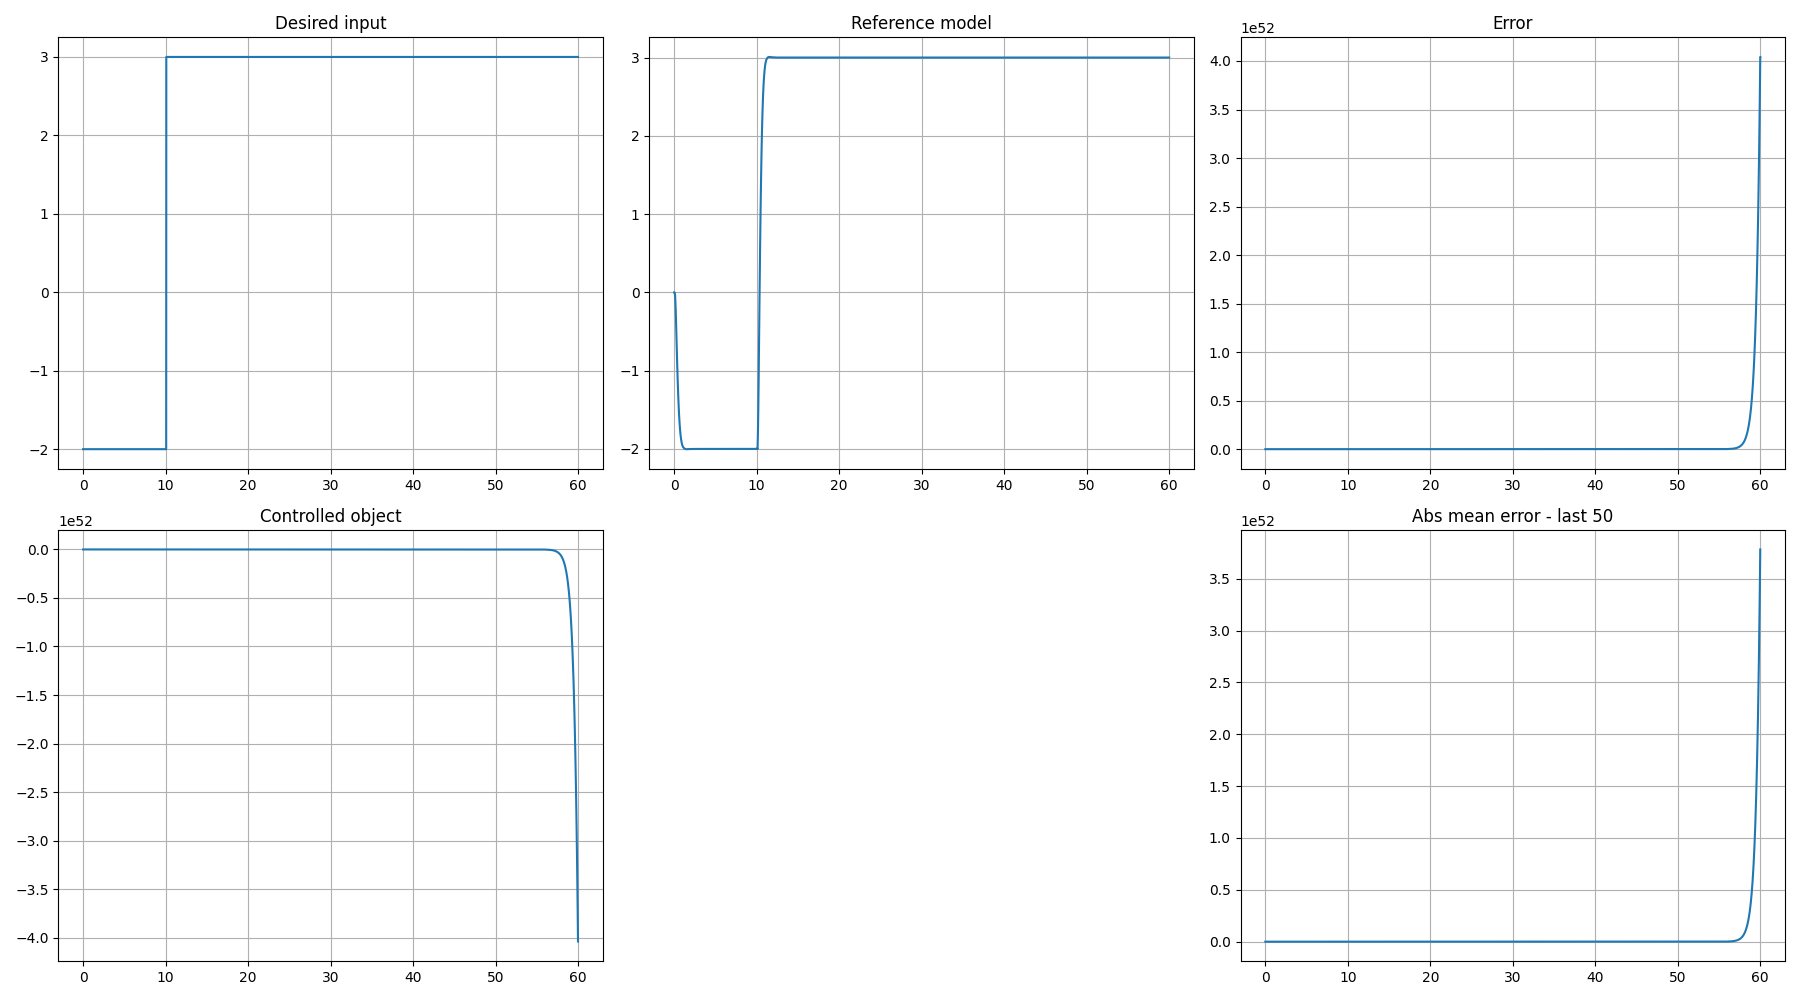 Desired input
3
2
1
0
−1
−2
0 10 20 30 40 50 60
Reference model
3
2
1
0
−1
−2
0 10 20 30 40 50 60
Error
1e52
4.0
3.5
3.0
2.5
2.0
1.5
1.0
0.5
0.0
0 10 20 30 40 50 60
Controlled object
1e52
0.0
−0.5
−1.0
−1.5
−2.0
−2.5
−3.0
−3.5
−4.0
0 10 20 30 40 50 60
Abs mean error - last 50
1e52
3.5
3.0
2.5
2.0
1.5
1.0
0.5
0.0
0 10 20 30 40 50 60